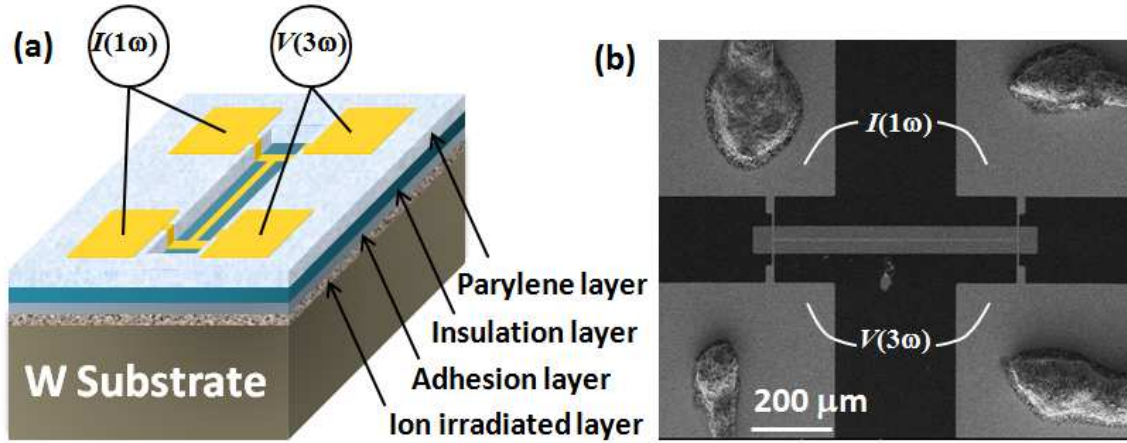 (a)
I(1ω)
V(3ω)
Parylene layer
Insulation layer
Adhesion layer
Ion irradiated layer
W Substrate
(b)
I(1ω)
V(3ω)
200 μm